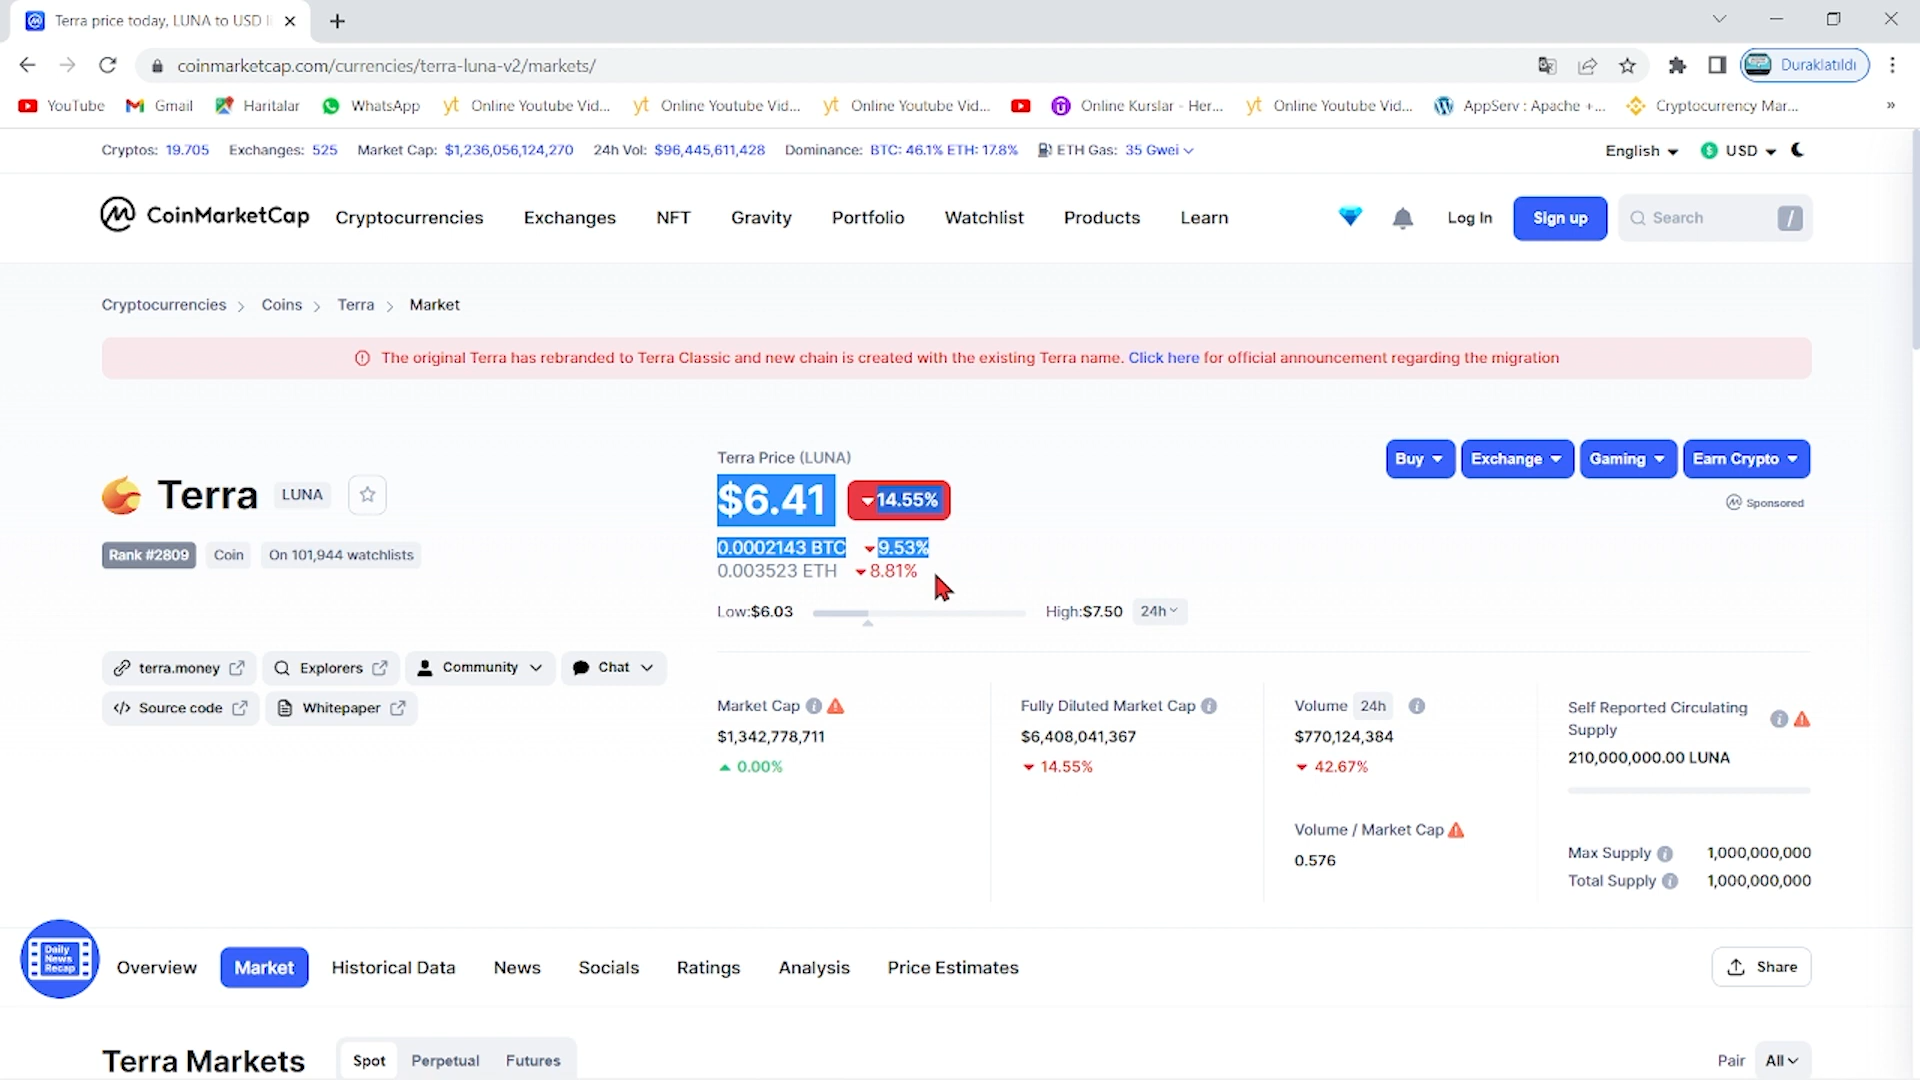 Terra price today, LUNA to USD li
coinmarketcap.com/currencies/terra-luna-v2/markets/
Duraklatıldı
YouTube Gmail Haritalar WhatsApp Online Youtube Vid... Online Youtube Vid... Online Youtube Vid... Online Kurslar - Her... Online Youtube Vid... AppServ : Apache +... Cryptocurrency Mar... »
Cryptos: 19.705 Exchanges: 525 Market Cap: $1,236,056,124,270 24h Vol: $96,445,611,428 Dominance: BTC: 46.1% ETH: 17.8% ETH Gas: 35 Gwei English USD
CoinMarketCap Cryptocurrencies Exchanges NFT Gravity Portfolio Watchlist Products Learn Log In Sign up Search /
Cryptocurrencies > Coins > Terra > Market
The original Terra has rebranded to Terra Classic and new chain is created with the existing Terra name. Click here for official announcement regarding the migration
Terra LUNA
Rank #2809 Coin On 101,944 watchlists
terra.money Explorers Community Chat
Source code Whitepaper
Terra Price (LUNA)
$6.41 14.55%
0.0002143 BTC 9.53%
0.003523 ETH 8.81%
Low:$6.03 High:$7.50 24h
Buy Exchange Gaming Earn Crypto
Sponsored
Market Cap
$1,342,778,711
0.00%
Fully Diluted Market Cap
$6,408,041,367
14.55%
Volume 24h
$770,124,384
42.67%
Volume / Market Cap
0.576
Self Reported Circulating
Supply
210,000,000.00 LUNA
Max Supply 1,000,000,000
Total Supply 1,000,000,000
Daily
News
Recap
Overview Market Historical Data News Socials Ratings Analysis Price Estimates Share
Terra Markets Spot Perpetual Futures Pair All